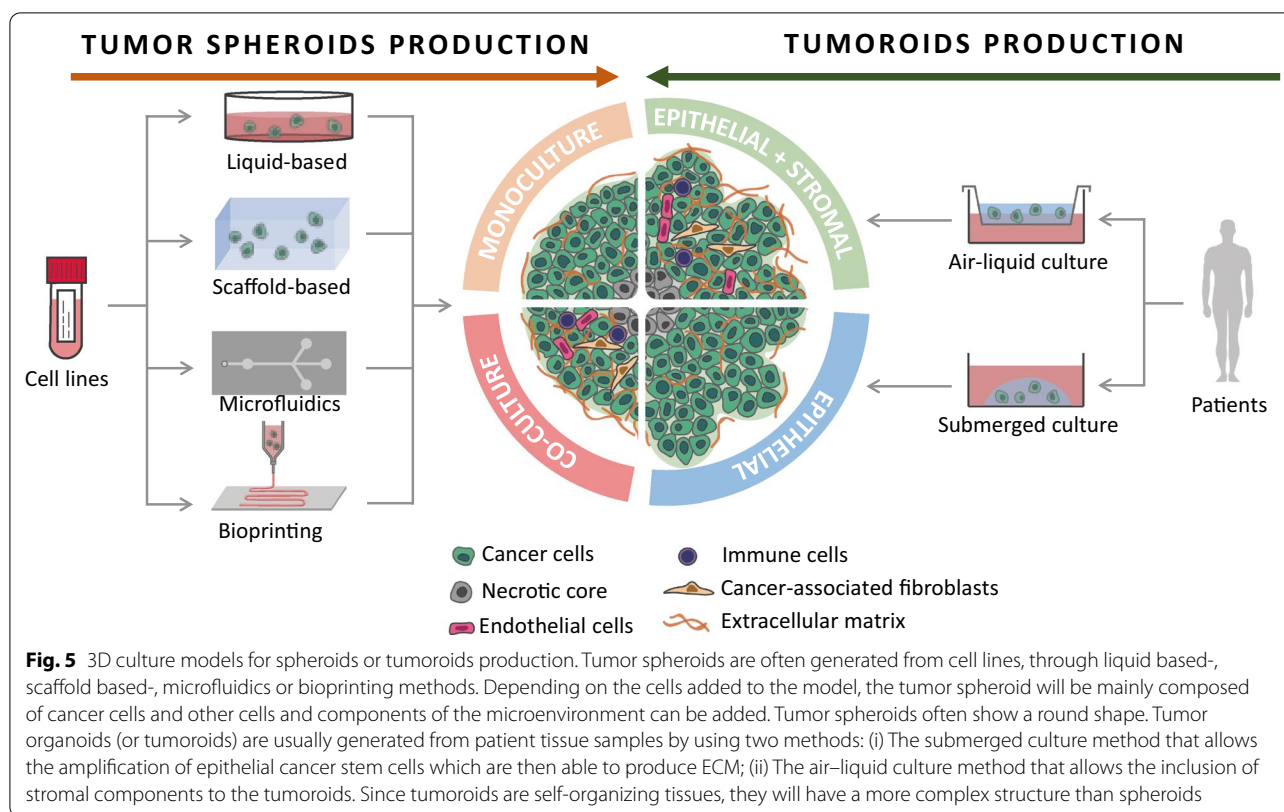 TUMOR SPHEROIDS PRODUCTION
TUMOROIDS PRODUCTION
Liquid-based
Scaffold-based
Cell lines
Microfluidics
Bioprinting
MONOCULTURE
EPITHELIAL + STROMAL
CO-CULTURE
EPITHELIAL
Air-liquid culture
Submerged culture
Patients
Cancer cells
Immune cells
Necrotic core
Cancer-associated fibroblasts
Endothelial cells
Extracellular matrix
Fig. 5 3D culture models for spheroids or tumoroids production. Tumor spheroids are often generated from cell lines, through liquid based-,
scaffold based-, microfluidics or bioprinting methods. Depending on the cells added to the model, the tumor spheroid will be mainly composed
of cancer cells and other cells and components of the microenvironment can be added. Tumor spheroids often show a round shape. Tumor
organoids (or tumoroids) are usually generated from patient tissue samples by using two methods: (i) The submerged culture method that allows
the amplification of epithelial cancer stem cells which are then able to produce ECM; (ii) The air–liquid culture method that allows the inclusion of
stromal components to the tumoroids. Since tumoroids are self-organizing tissues, they will have a more complex structure than spheroids